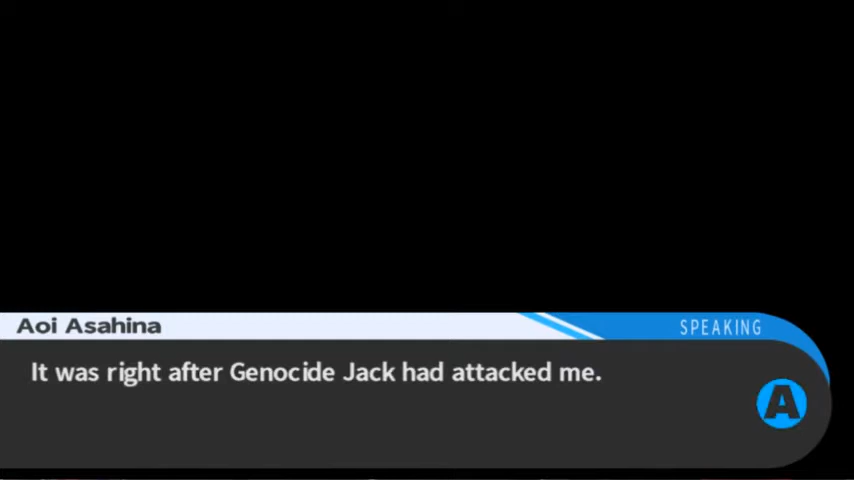 Aoi Asahina
SPEAKING
It was right after Genocide Jack had attacked me.
A